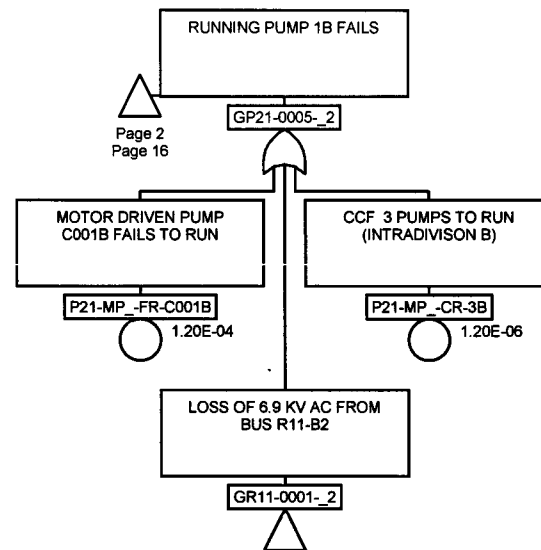 RUNNING PUMP 1B FAILS
Page 2
Page 16
GP21-0005-_2
MOTOR DRIVEN PUMP
C001B FAILS TO RUN
P21-MP_-FR-C001B
1.20E-04
CCF 3 PUMPS TO RUN
(INTRADIVISON B)
P21-MP_-CR-3B
1.20E-06
LOSS OF 6.9 KV AC FROM
BUS R11-B2
GR11-0001-_2